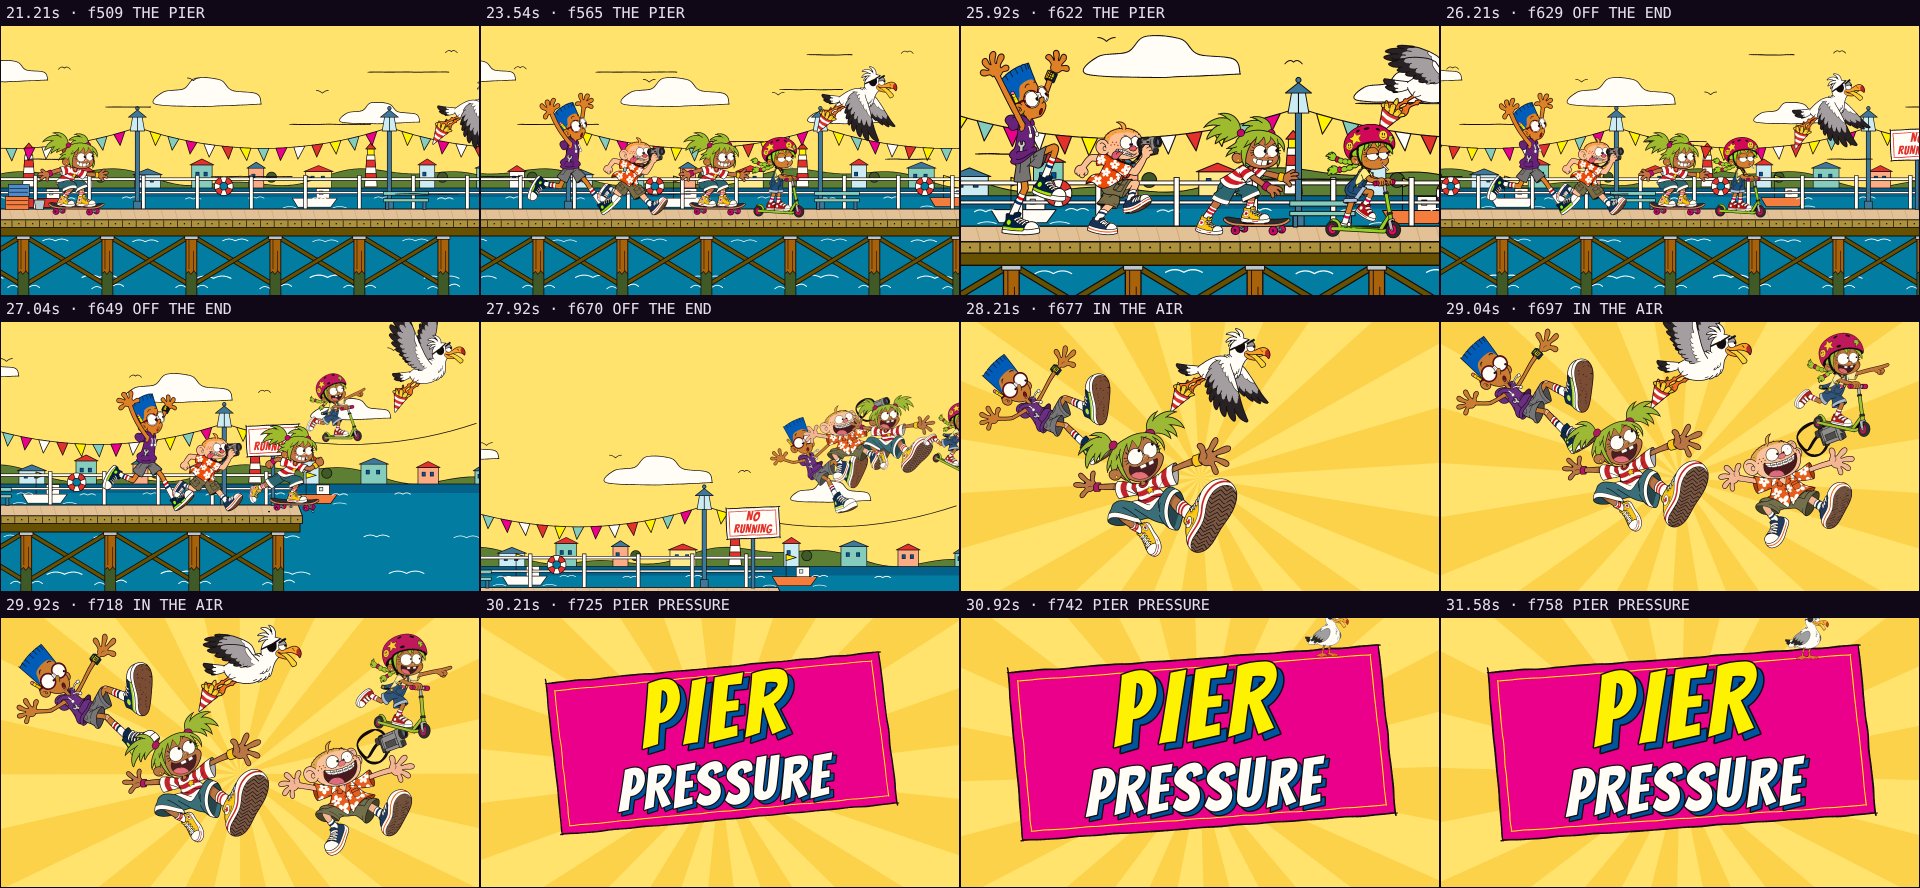 21.21s · f509 THE PIER
23.54s · f565 THE PIER
25.92s · f622 THE PIER
26.21s · f629 OFF THE END
27.04s · f649 OFF THE END
RUNN
27.92s · f670 OFF THE END
NO
RUNNING
28.21s · f677 IN THE AIR
29.04s · f697 IN THE AIR
29.92s · f718 IN THE AIR
30.21s · f725 PIER PRESSURE
PIER
PRESSURE
30.92s · f742 PIER PRESSURE
PIER
PRESSURE
31.58s · f758 PIER PRESSURE
PIER
PRESSURE